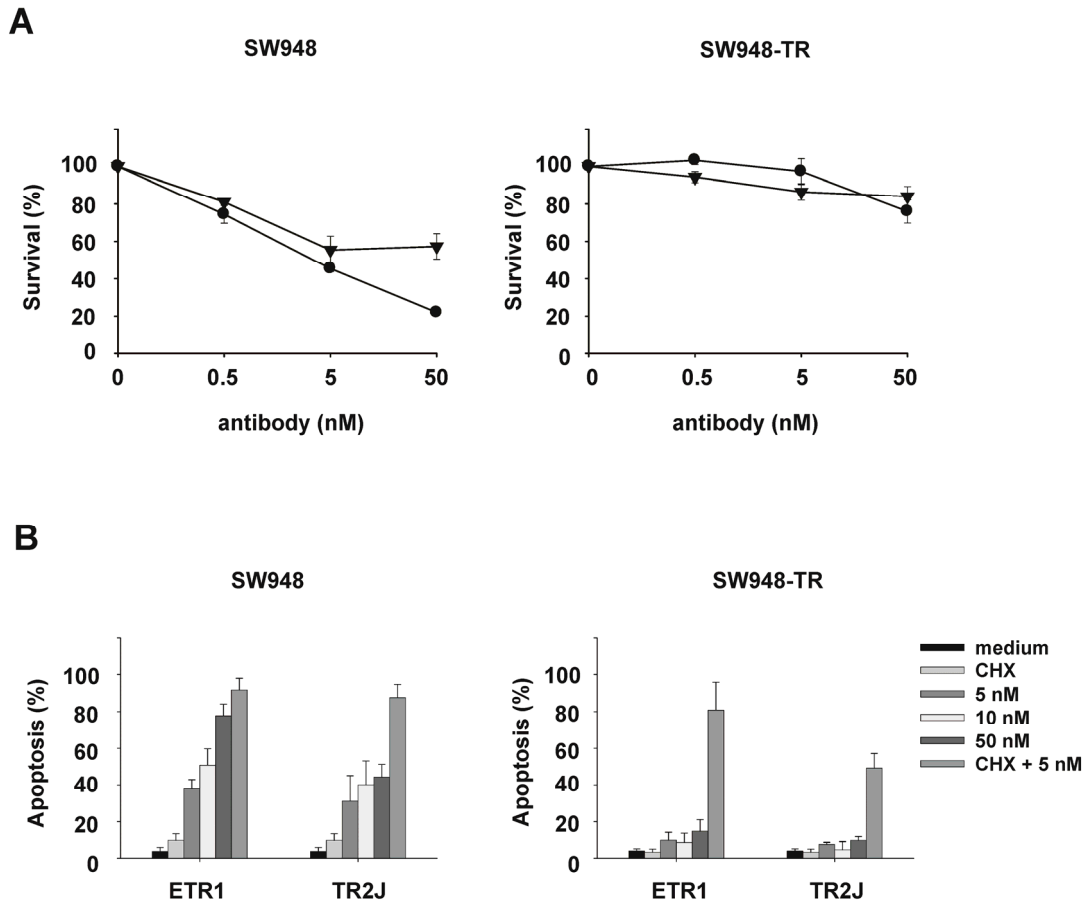 A
SW948
SW948-TR
Survival (%)
100
80
60
40
20
0
0 0.5 5 50
antibody (nM)
Survival (%)
100
80
60
40
20
0
0 0.5 5 50
antibody (nM)
B
SW948
SW948-TR
Apoptosis (%)
100
80
60
40
20
0
ETR1 TR2J
Apoptosis (%)
100
80
60
40
20
0
ETR1 TR2J
medium
CHX
5 nM
10 nM
50 nM
CHX + 5 nM